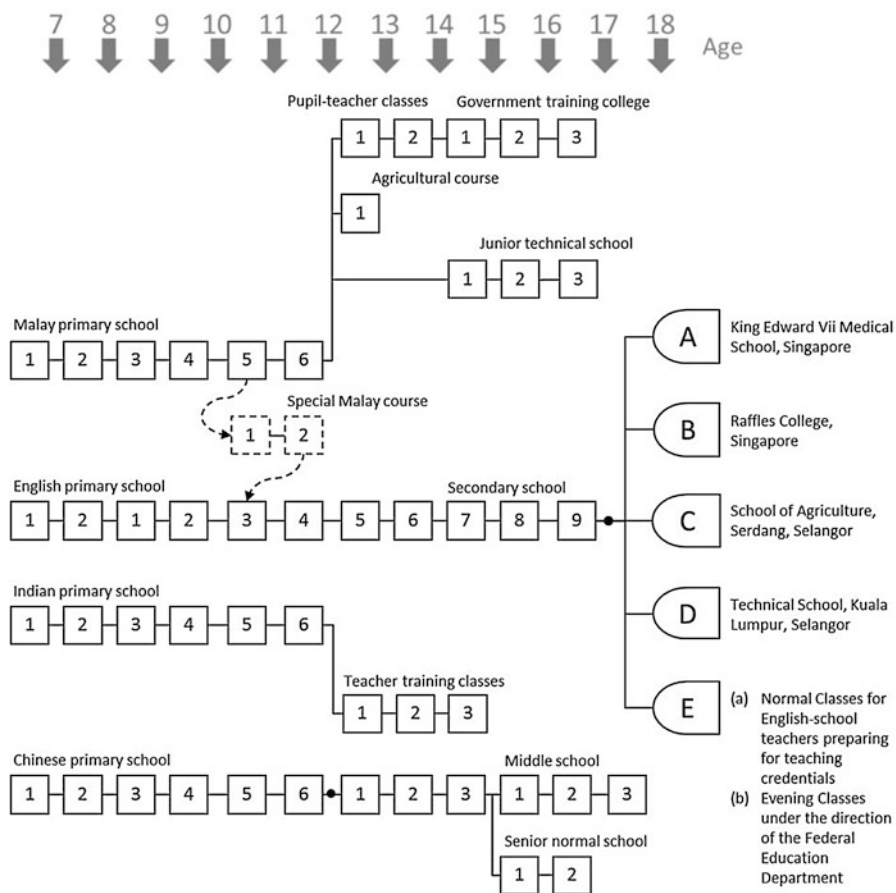 7 8 9 10 11 12 13 14 15 16 17 18 Age
Pupil-teacher classes Government training college
1 2 1 2 3
Agricultural course
1
Junior technical school
1 2 3
Malay primary school
1 2 3 4 5 6
Special Malay course
1 2
English primary school Secondary school
1 2 1 2 3 4 5 6 7 8 9
A
King Edward Vii Medical
School, Singapore
B
Raffles College,
Singapore
C
School of Agriculture,
Serdang, Selangor
D
Technical School, Kuala
Lumpur, Selangor
E
(a) Normal Classes for
English-school
teachers preparing
for teaching
credentials
(b) Evening Classes
under the direction
of the Federal
Education
Department
Indian primary school
1 2 3 4 5 6
Teacher training classes
1 2 3
Chinese primary school Middle school
1 2 3 4 5 6 1 2 3 1 2 3
Senior normal school
1 2